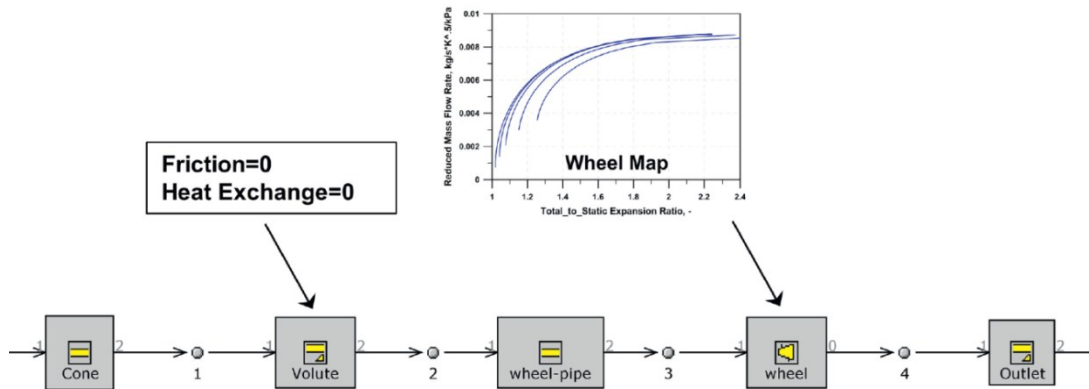 0.01
0.008
0.006
0.004
0.002
0
Reduced Mass Flow Rate, kg/s*K^.5/kPa
Wheel Map
1 1.2 1.4 1.6 1.8 2 2.2 2.4
Total_to_Static Expansion Ratio, -
Friction=0
Heat Exchange=0
1 2 1 2 1 2 1 0 1 2
Cone 1 Volute 2 wheel-pipe 3 wheel 4 Outlet